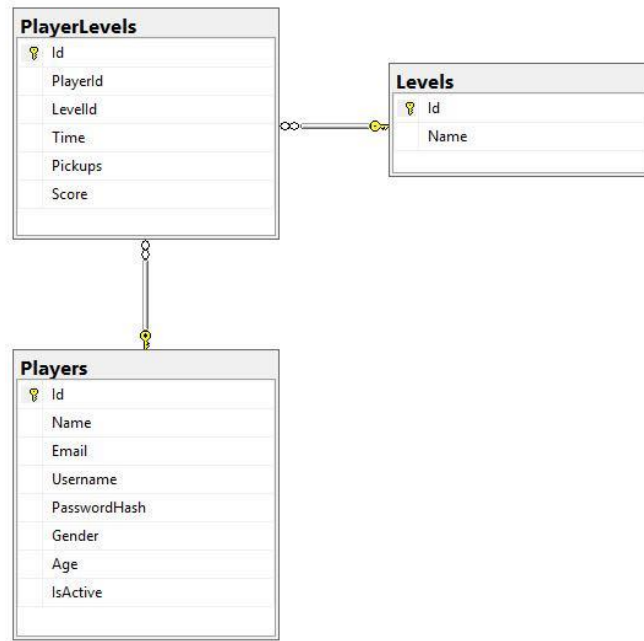 PlayerLevels
Id
PlayerId
LevelId
Time
Pickups
Score
Levels
Id
Name
Players
Id
Name
Email
Username
PasswordHash
Gender
Age
IsActive